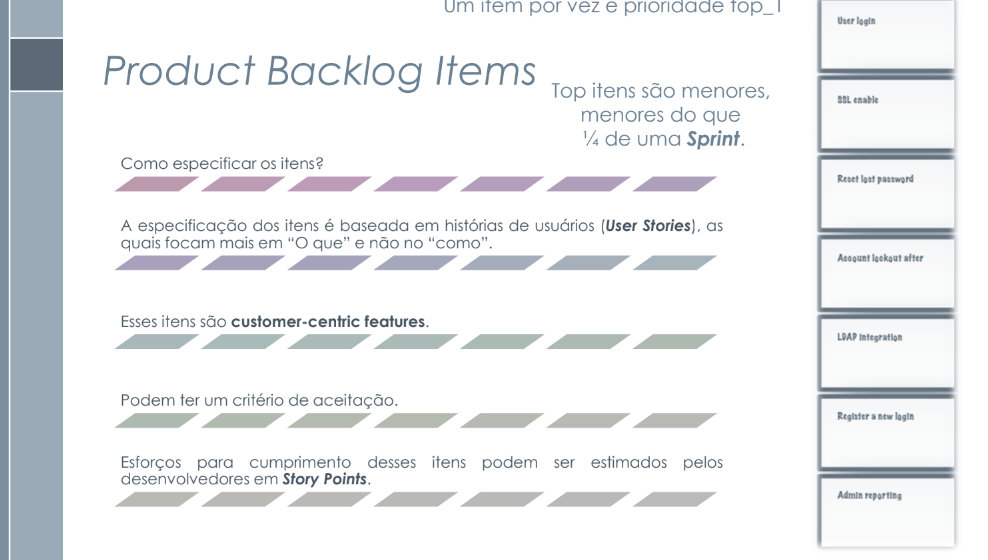 Um item por vez é prioridade top_1
Product Backlog Items
Top itens são menores,
menores do que
¼ de uma Sprint.
Como especificar os itens?
A especificação dos itens é baseada em histórias de usuários (User Stories), as
quais focam mais em “O que” e não no “como”.
Esses itens são customer-centric features.
Podem ter um critério de aceitação.
Esforços para cumprimento desses itens podem ser estimados pelos
desenvolvedores em Story Points.
User login
SSL enable
Reset lost password
Account lockout after
LDAP integration
Register a new login
Admin reporting